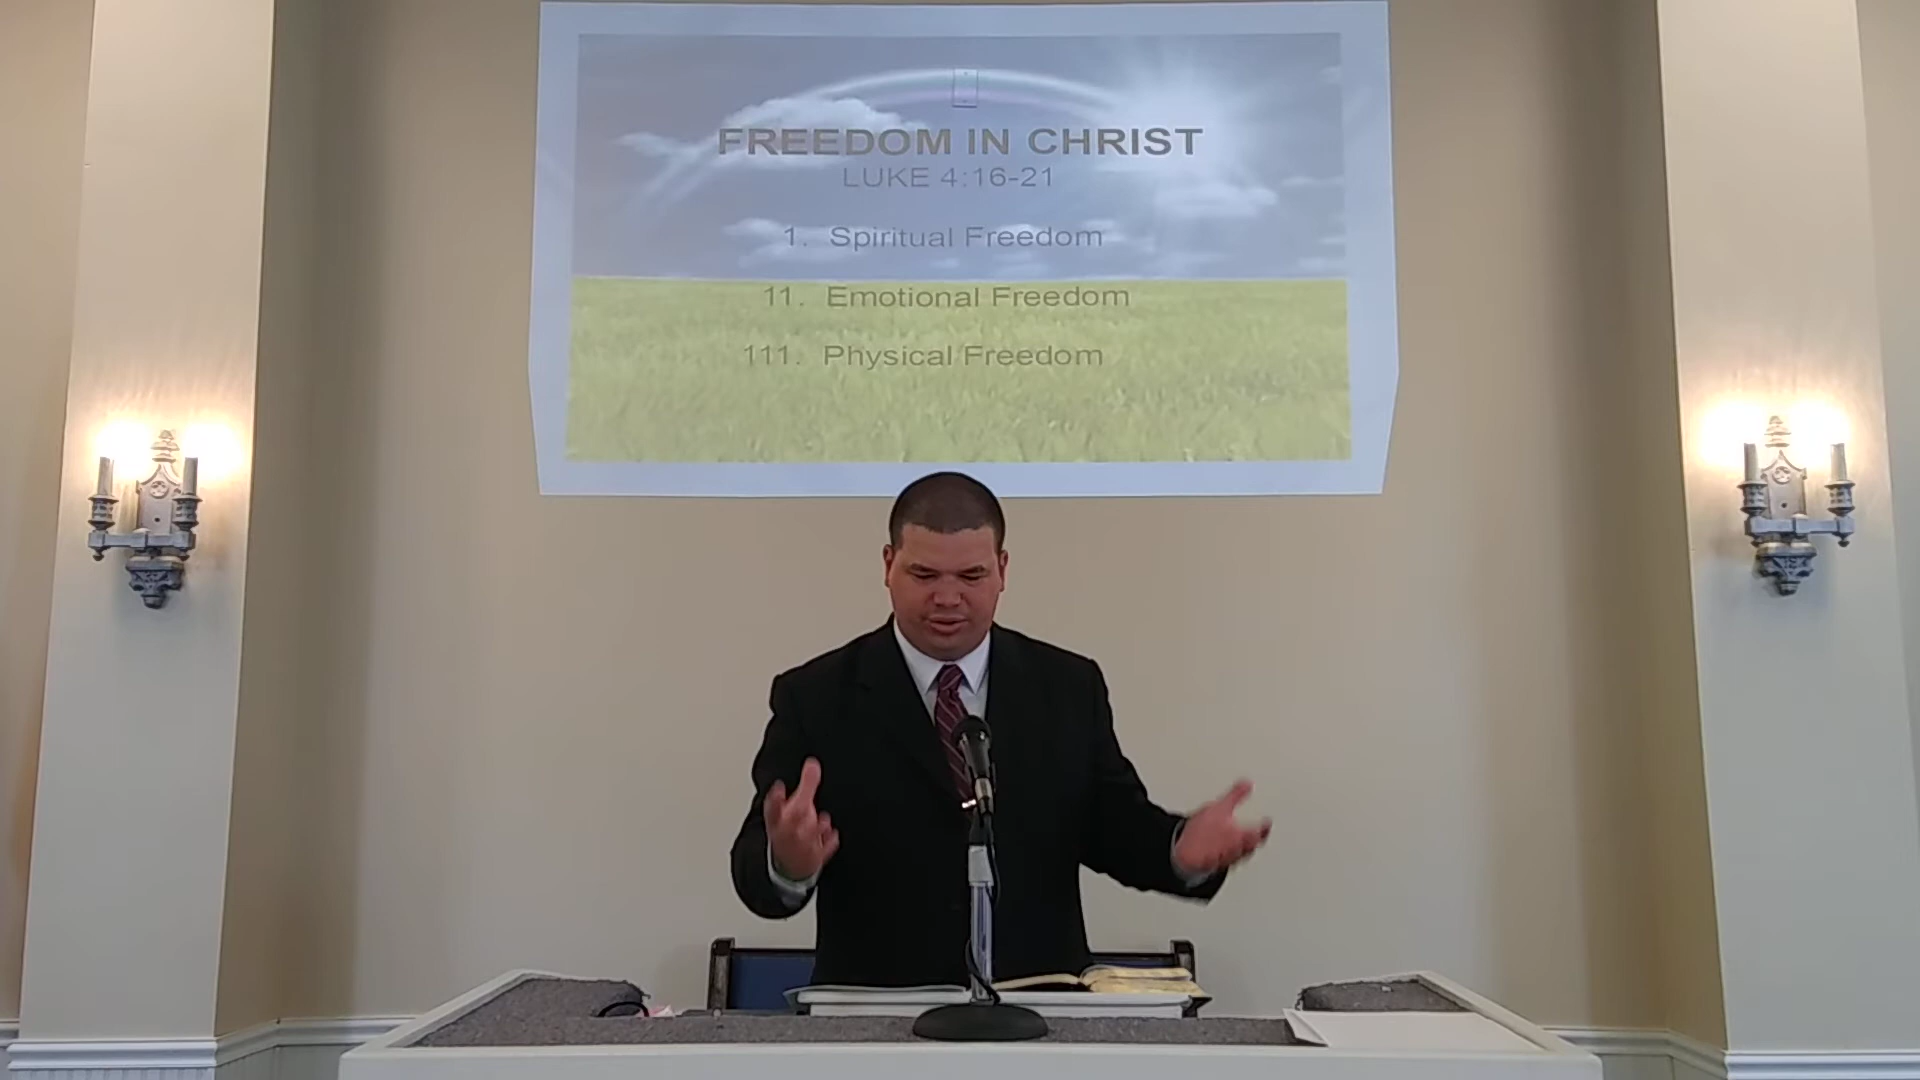 FREEDOM IN CHRIST
LUKE 4:16-21
1. Spiritual Freedom
11. Emotional Freedom
111. Physical Freedom